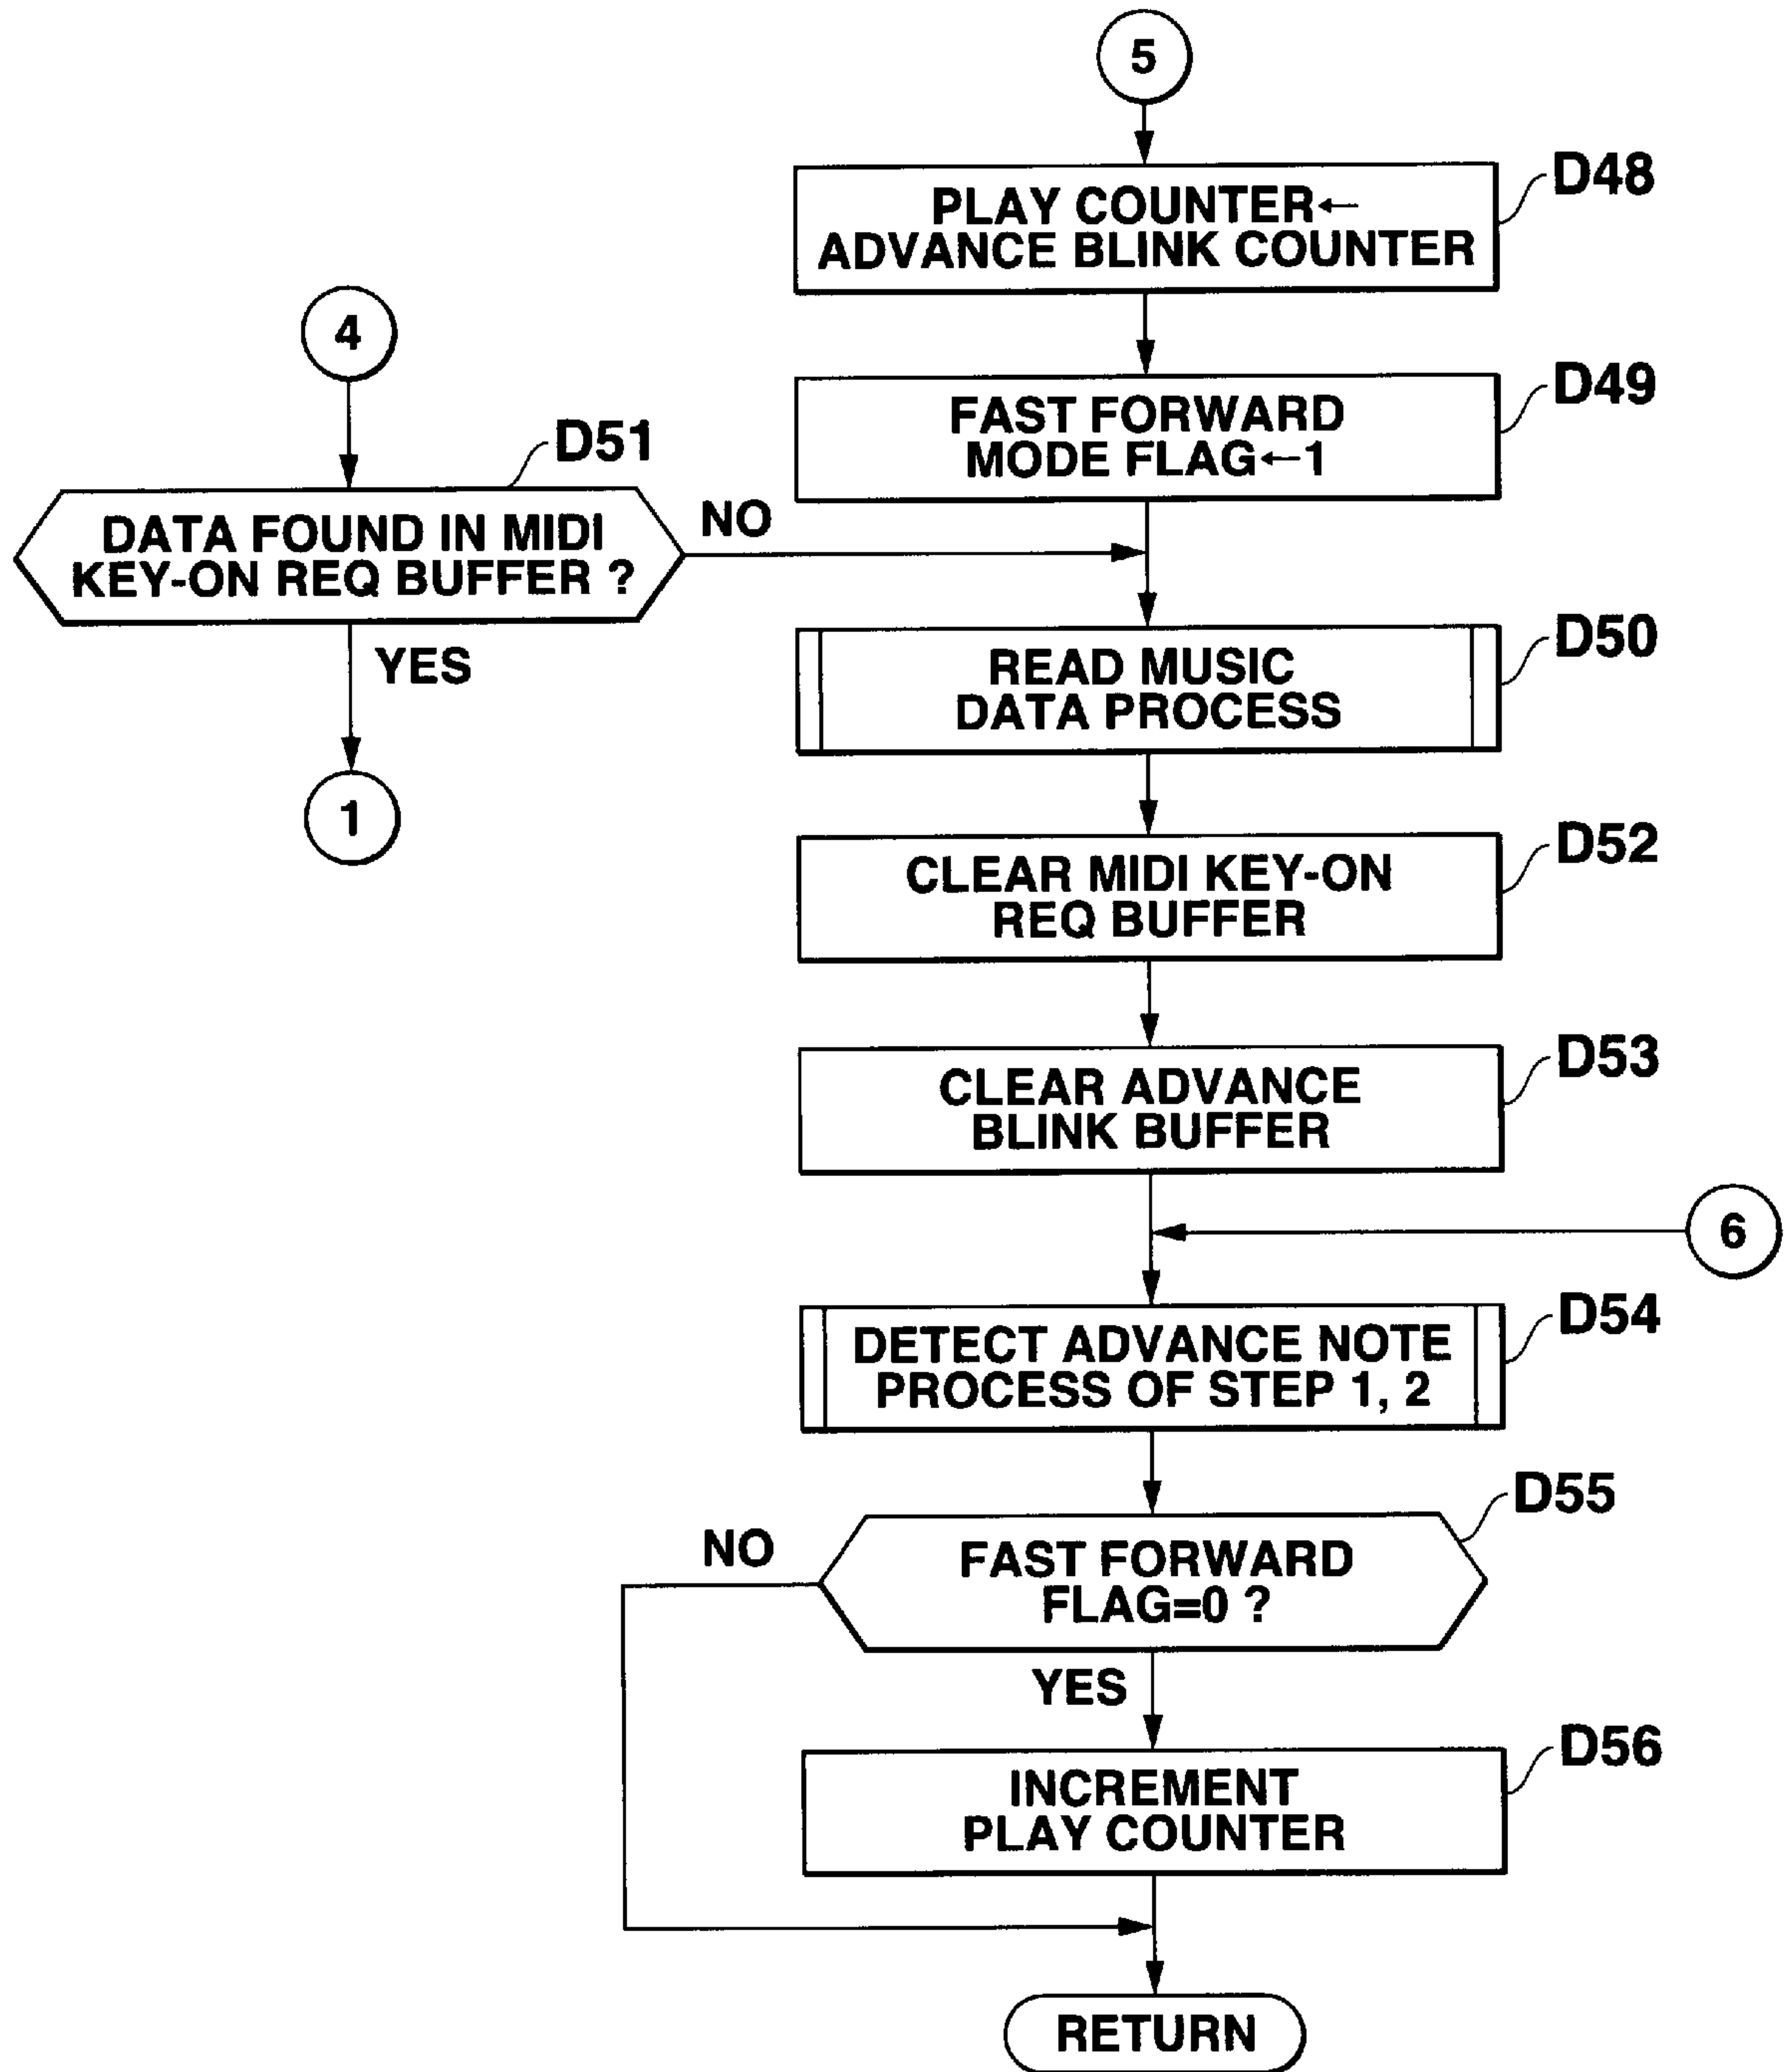 5
D48
PLAY COUNTER←
ADVANCE BLINK COUNTER
4
D49
FAST FORWARD
MODE FLAG←1
D51
DATA FOUND IN MIDI
KEY-ON REQ BUFFER ?
NO
YES
1
D50
READ MUSIC
DATA PROCESS
D52
CLEAR MIDI KEY-ON
REQ BUFFER
D53
CLEAR ADVANCE
BLINK BUFFER
6
D54
DETECT ADVANCE NOTE
PROCESS OF STEP 1, 2
D55
NO
FAST FORWARD
FLAG=0 ?
YES
D56
INCREMENT
PLAY COUNTER
RETURN